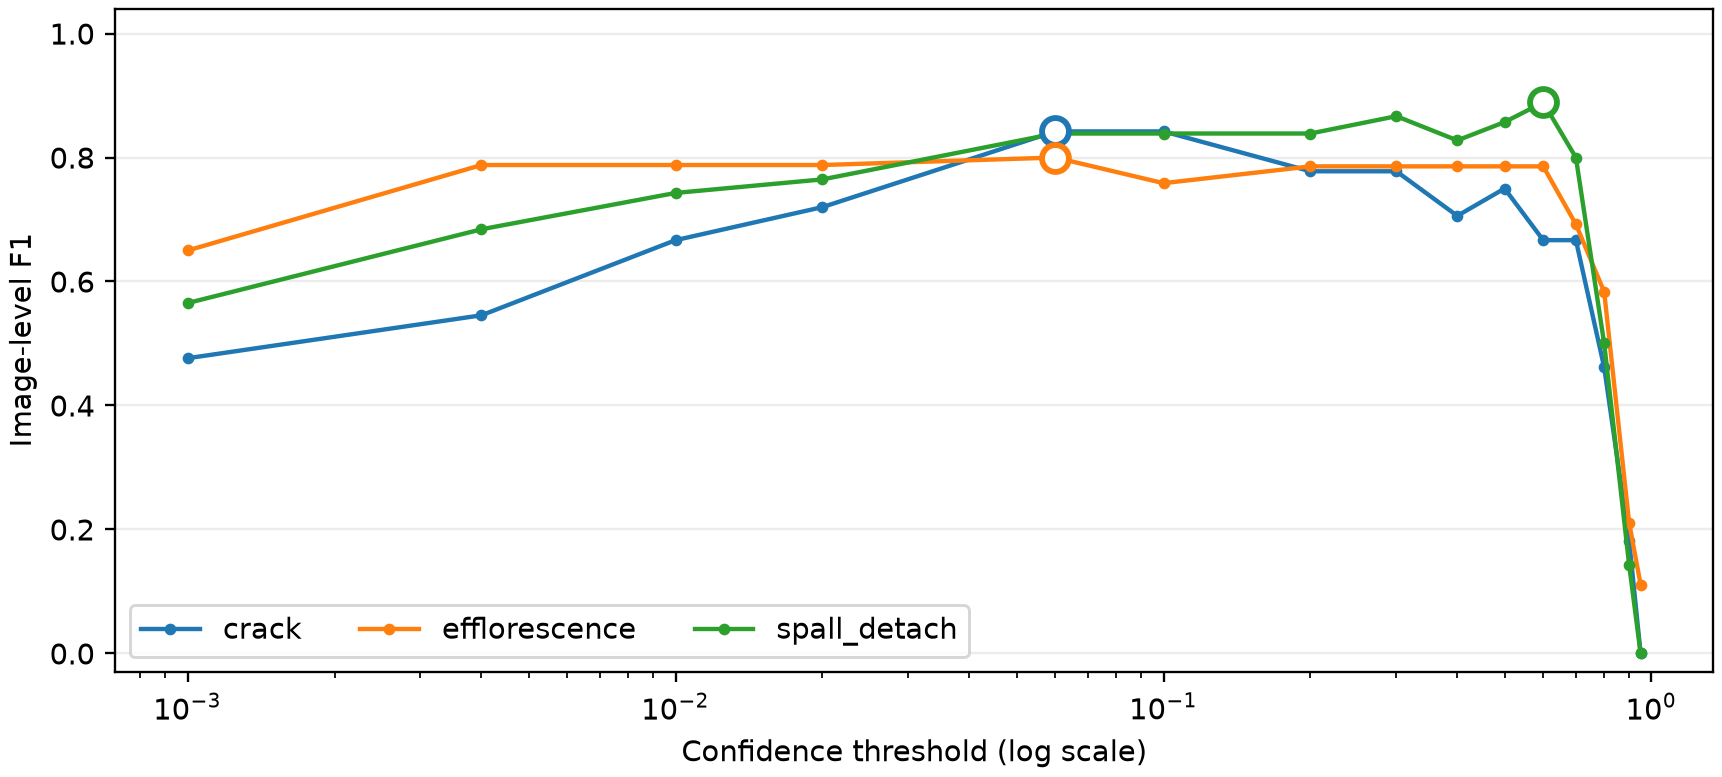 Image-level F1
1.0
0.8
0.6
0.4
0.2
0.0
crack efflorescence spall_detach
10⁻³ 10⁻² 10⁻¹ 10⁰
Confidence threshold (log scale)